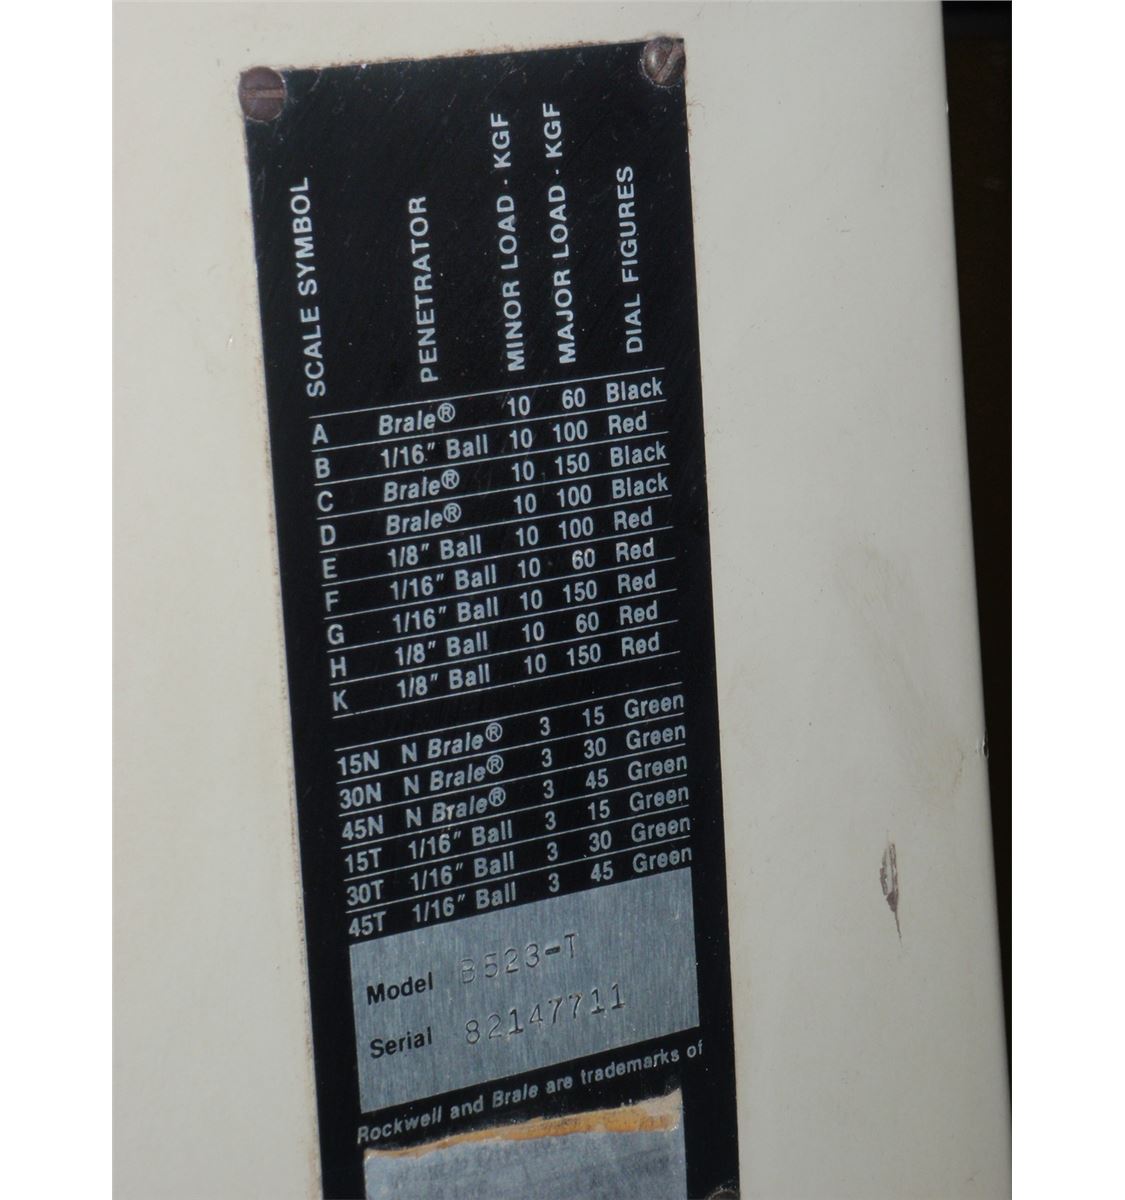 SCALE SYMBOL PENETRATOR MINOR LOAD - KGF MAJOR LOAD - KGF DIAL FIGURES
A Brale® 10 60 Black
B 1/16" Ball 10 100 Red
C Brale® 10 150 Black
D Brale® 10 100 Black
E 1/8" Ball 10 100 Red
F 1/16" Ball 10 60 Red
G 1/16" Ball 10 150 Red
H 1/8" Ball 10 60 Red
K 1/8" Ball 10 150 Red
15N N Brale® 3 15 Green
30N N Brale® 3 30 Green
45N N Brale® 3 45 Green
15T 1/16" Ball 3 15 Green
30T 1/16" Ball 3 30 Green
45T 1/16" Ball 3 45 Green
Model B523-T
Serial 82147711
Rockwell and Brale are trademarks of